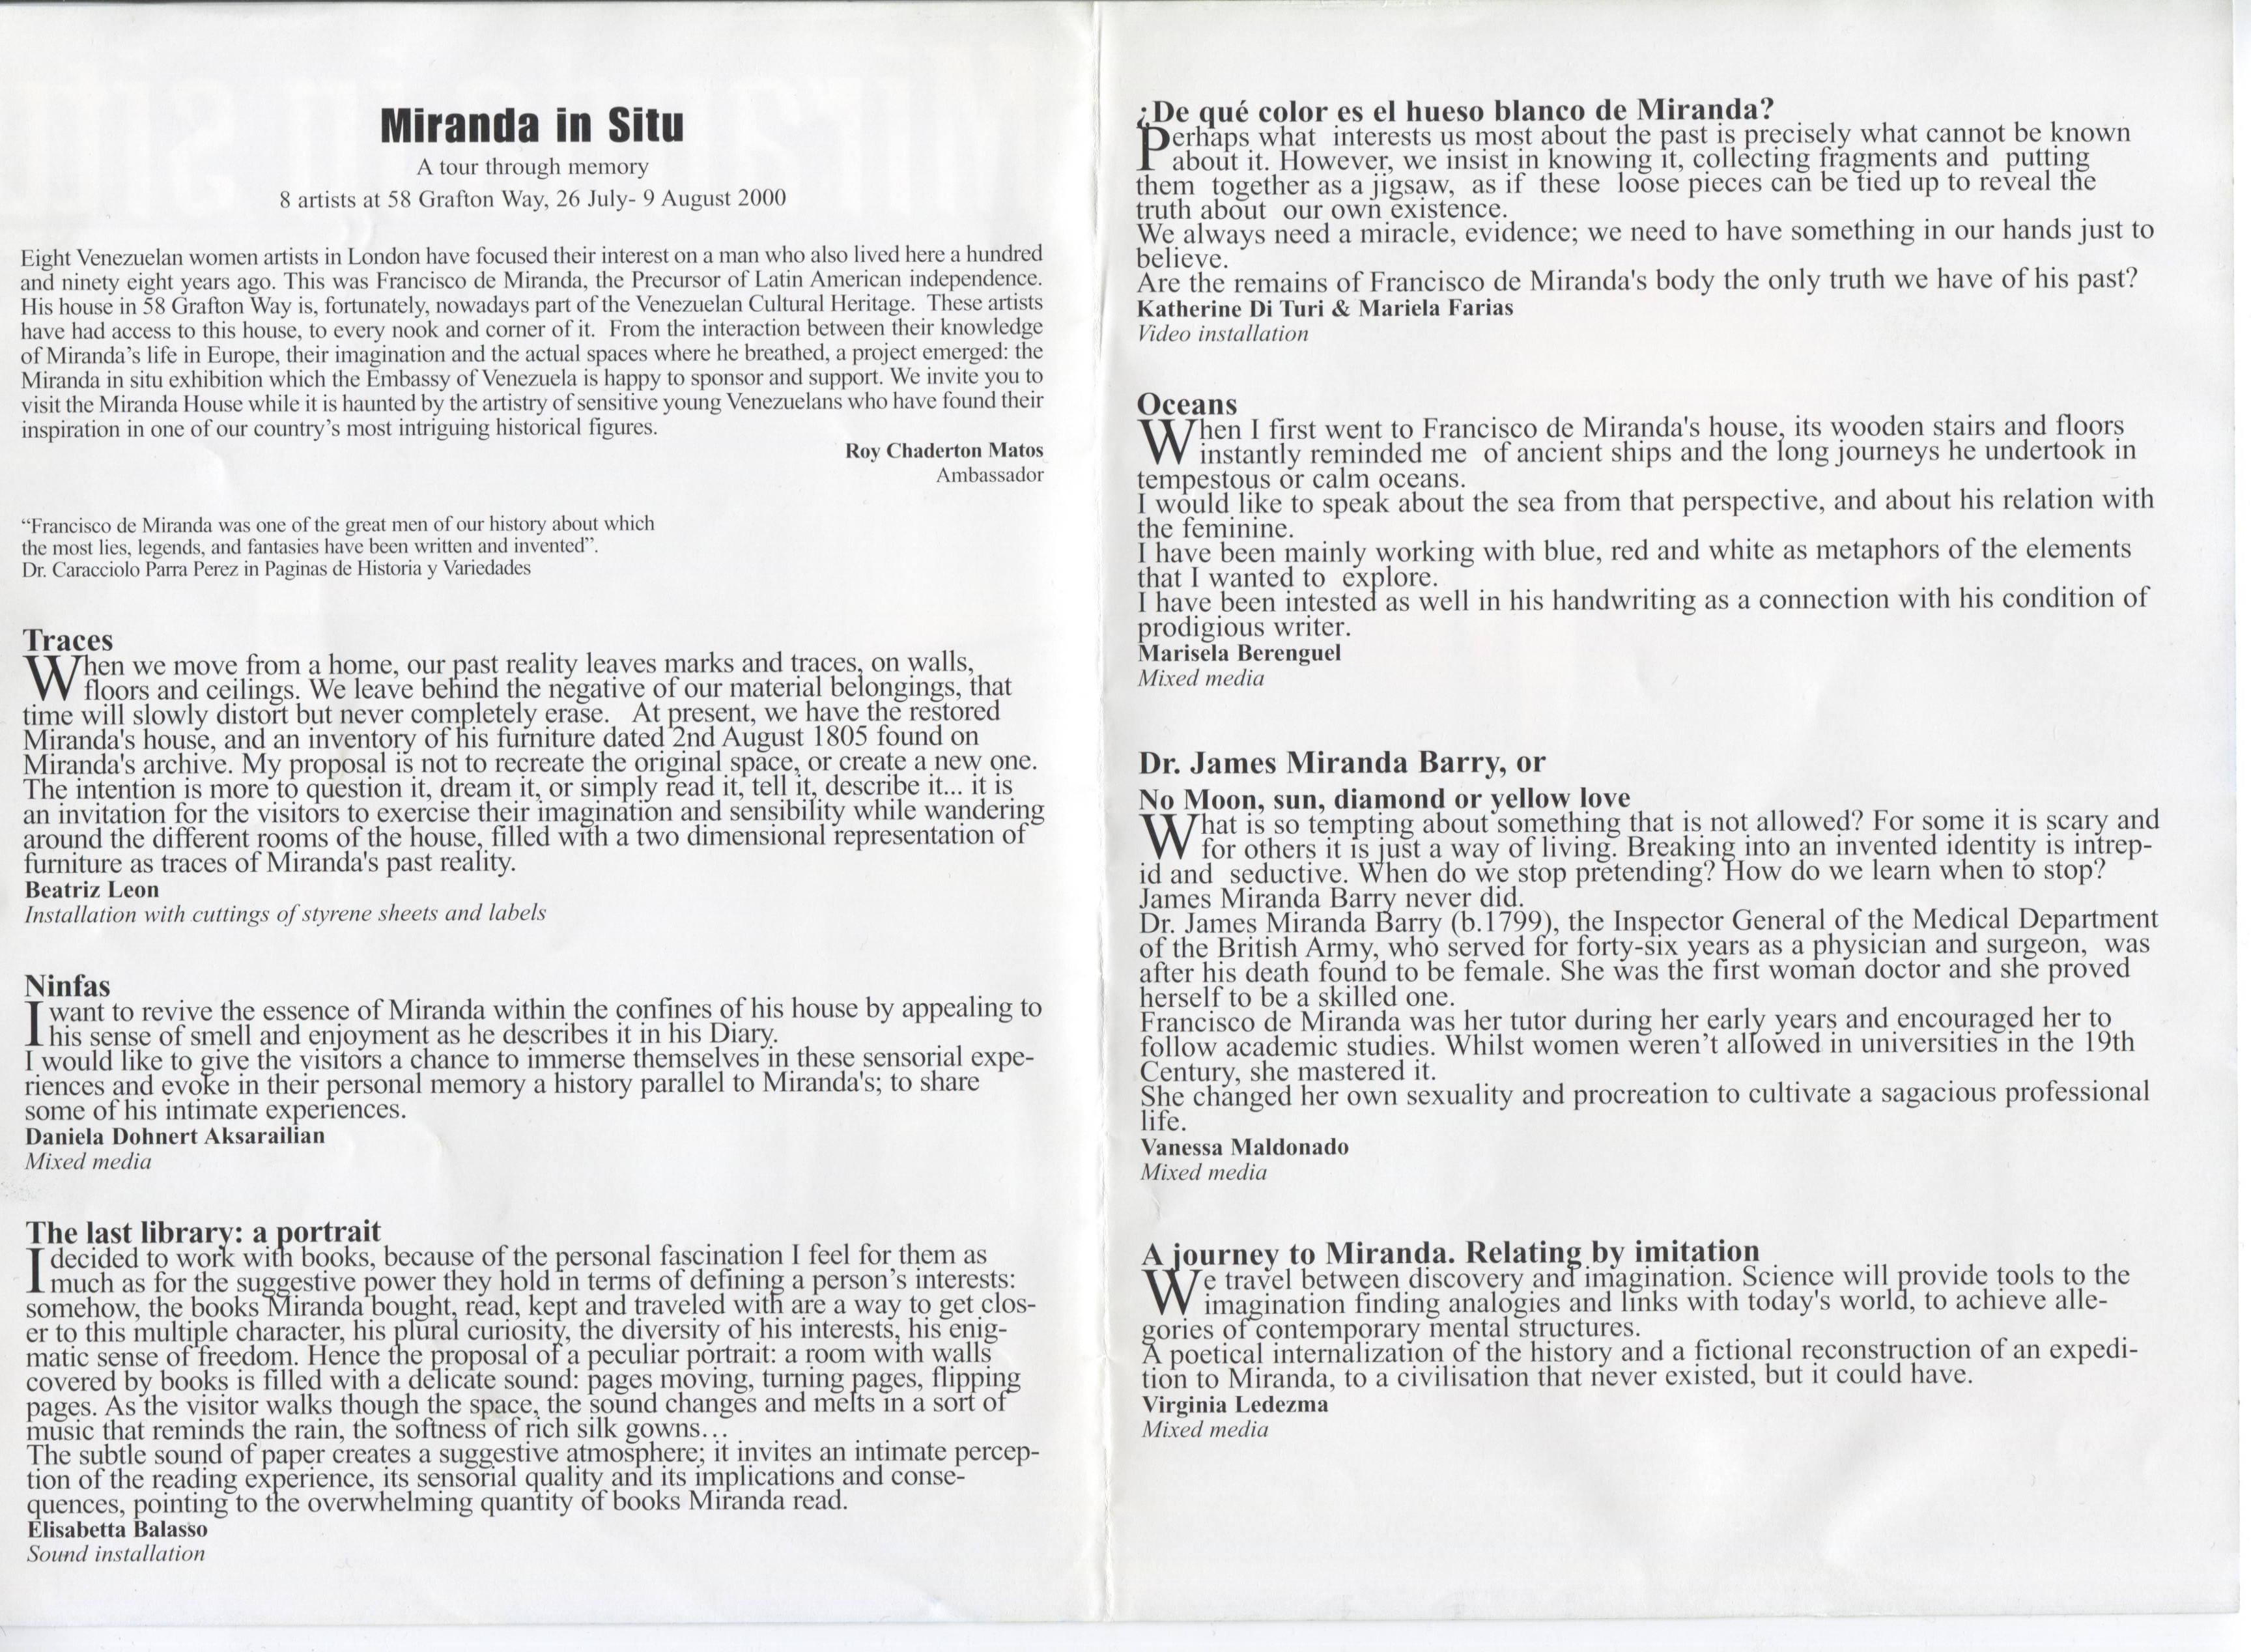 Miranda in Situ
A tour through memory
8 artists at 58 Grafton Way, 26 July- 9 August 2000
Eight Venezuelan women artists in London have focused their interest on a man who also lived here a hundred
and ninety eight years ago. This was Francisco de Miranda, the Precursor of Latin American independence.
His house in 58 Grafton Way is, fortunately, nowadays part of the Venezuelan Cultural Heritage. These artists
have had access to this house, to every nook and corner of it. From the interaction between their knowledge
of Miranda’s life in Europe, their imagination and the actual spaces where he breathed, a project emerged: the
Miranda in situ exhibition which the Embassy of Venezuela is happy to sponsor and support. We invite you to
visit the Miranda House while it is haunted by the artistry of sensitive young Venezuelans who have found their
inspiration in one of our country’s most intriguing historical figures.
Roy Chaderton Matos
Ambassador
“Francisco de Miranda was one of the great men of our history about which
the most lies, legends, and fantasies have been written and invented”.
Dr. Caracciolo Parra Perez in Paginas de Historia y Variedades
Traces
When we move from a home, our past reality leaves marks and traces, on walls,
floors and ceilings. We leave behind the negative of our material belongings, that
time will slowly distort but never completely erase. At present, we have the restored
Miranda's house, and an inventory of his furniture dated 2nd August 1805 found on
Miranda's archive. My proposal is not to recreate the original space, or create a new one.
The intention is more to question it, dream it, or simply read it, tell it, describe it... it is
an invitation for the visitors to exercise their imagination and sensibility while wandering
around the different rooms of the house, filled with a two dimensional representation of
furniture as traces of Miranda's past reality.
Beatriz Leon
Installation with cuttings of styrene sheets and labels
Ninfas
I want to revive the essence of Miranda within the confines of his house by appealing to
his sense of smell and enjoyment as he describes it in his Diary.
I would like to give the visitors a chance to immerse themselves in these sensorial expe-
riences and evoke in their personal memory a history parallel to Miranda's; to share
some of his intimate experiences.
Daniela Dohnert Aksarailian
Mixed media
The last library: a portrait
I decided to work with books, because of the personal fascination I feel for them as
much as for the suggestive power they hold in terms of defining a person’s interests:
somehow, the books Miranda bought, read, kept and traveled with are a way to get clos-
er to this multiple character, his plural curiosity, the diversity of his interests, his enig-
matic sense of freedom. Hence the proposal of a peculiar portrait: a room with walls
covered by books is filled with a delicate sound: pages moving, turning pages, flipping
pages. As the visitor walks though the space, the sound changes and melts in a sort of
music that reminds the rain, the softness of rich silk gowns…
The subtle sound of paper creates a suggestive atmosphere; it invites an intimate percep-
tion of the reading experience, its sensorial quality and its implications and conse-
quences, pointing to the overwhelming quantity of books Miranda read.
Elisabetta Balasso
Sound installation
¿De qué color es el hueso blanco de Miranda?
Perhaps what interests us most about the past is precisely what cannot be known
about it. However, we insist in knowing it, collecting fragments and putting
them together as a jigsaw, as if these loose pieces can be tied up to reveal the
truth about our own existence.
We always need a miracle, evidence; we need to have something in our hands just to
believe.
Are the remains of Francisco de Miranda's body the only truth we have of his past?
Katherine Di Turi & Mariela Farias
Video installation
Oceans
When I first went to Francisco de Miranda's house, its wooden stairs and floors
instantly reminded me of ancient ships and the long journeys he undertook in
tempestous or calm oceans.
I would like to speak about the sea from that perspective, and about his relation with
the feminine.
I have been mainly working with blue, red and white as metaphors of the elements
that I wanted to explore.
I have been intested as well in his handwriting as a connection with his condition of
prodigious writer.
Marisela Berenguel
Mixed media
Dr. James Miranda Barry, or
No Moon, sun, diamond or yellow love
What is so tempting about something that is not allowed? For some it is scary and
for others it is just a way of living. Breaking into an invented identity is intrep-
id and seductive. When do we stop pretending? How do we learn when to stop?
James Miranda Barry never did.
Dr. James Miranda Barry (b.1799), the Inspector General of the Medical Department
of the British Army, who served for forty-six years as a physician and surgeon, was
after his death found to be female. She was the first woman doctor and she proved
herself to be a skilled one.
Francisco de Miranda was her tutor during her early years and encouraged her to
follow academic studies. Whilst women weren’t allowed in universities in the 19th
Century, she mastered it.
She changed her own sexuality and procreation to cultivate a sagacious professional
life.
Vanessa Maldonado
Mixed media
A journey to Miranda. Relating by imitation
We travel between discovery and imagination. Science will provide tools to the
imagination finding analogies and links with today's world, to achieve alle-
gories of contemporary mental structures.
A poetical internalization of the history and a fictional reconstruction of an expedi-
tion to Miranda, to a civilisation that never existed, but it could have.
Virginia Ledezma
Mixed media